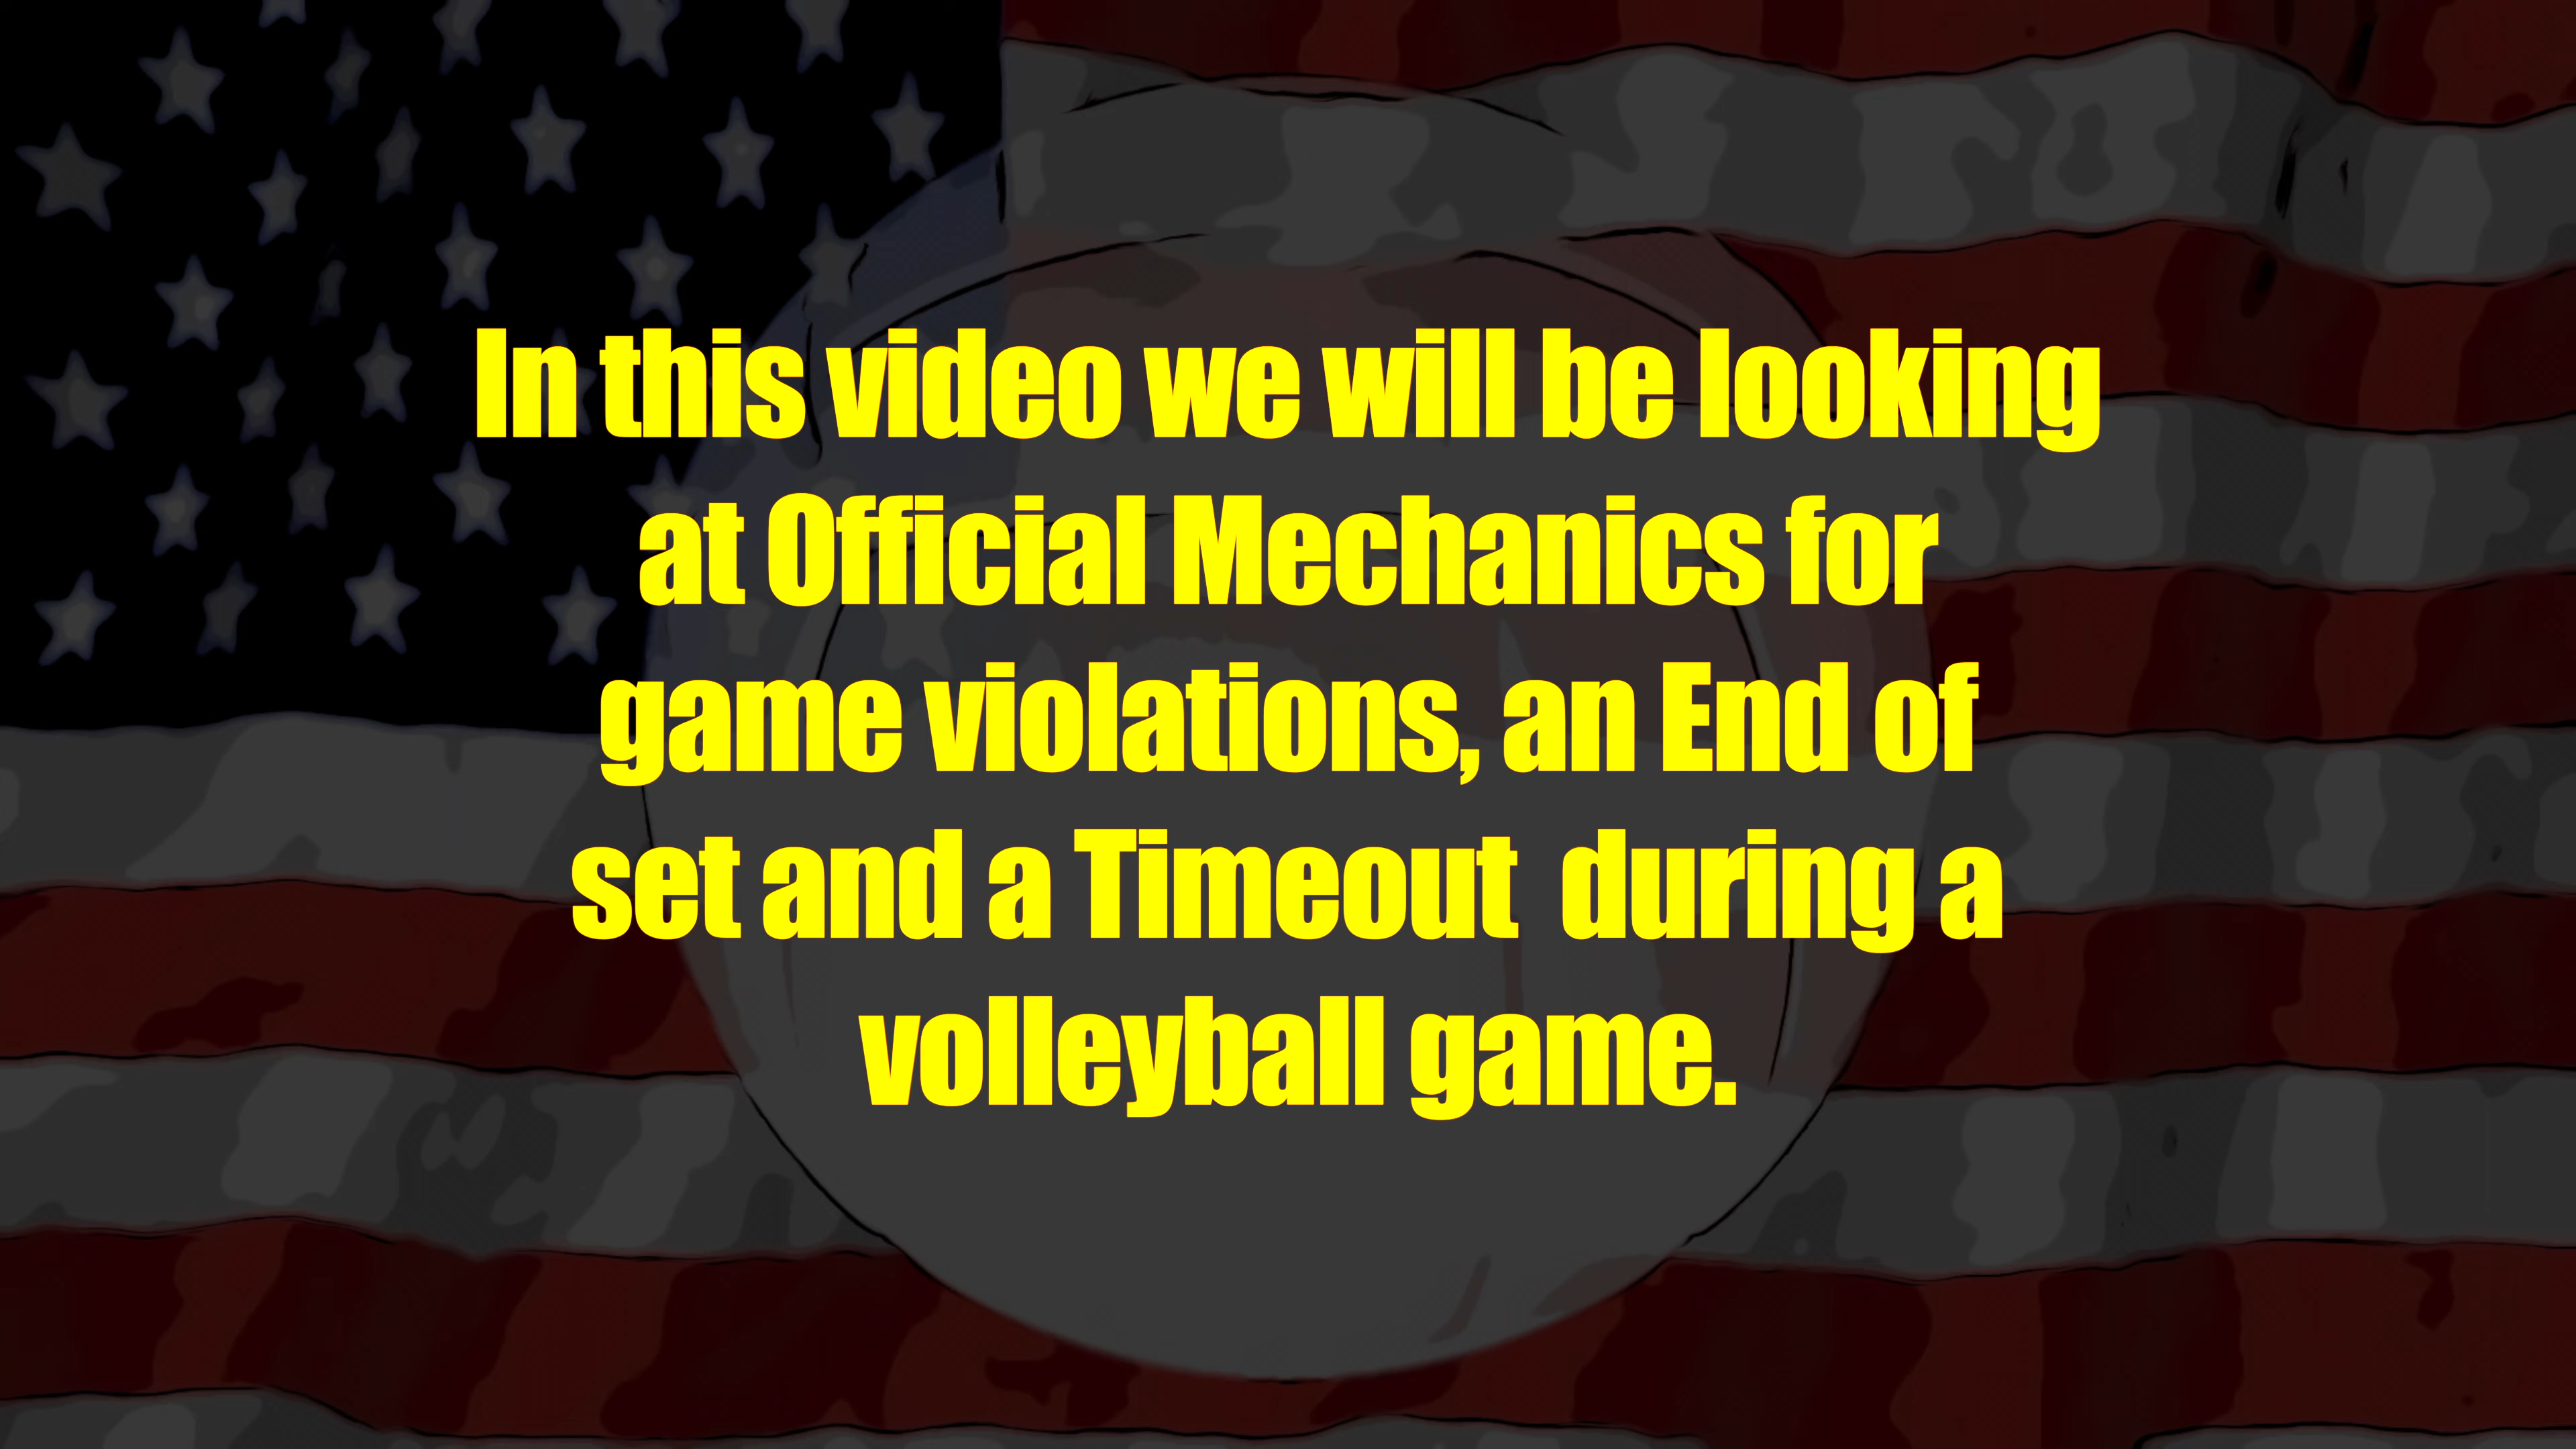 In this video we will be looking
at Official Mechanics for
game violations, an End of
set and a Timeout  during a
volleyball game.